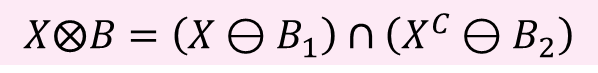 X⊗B = (X ⊖ B₁) ∩ (Xᶜ ⊖ B₂)